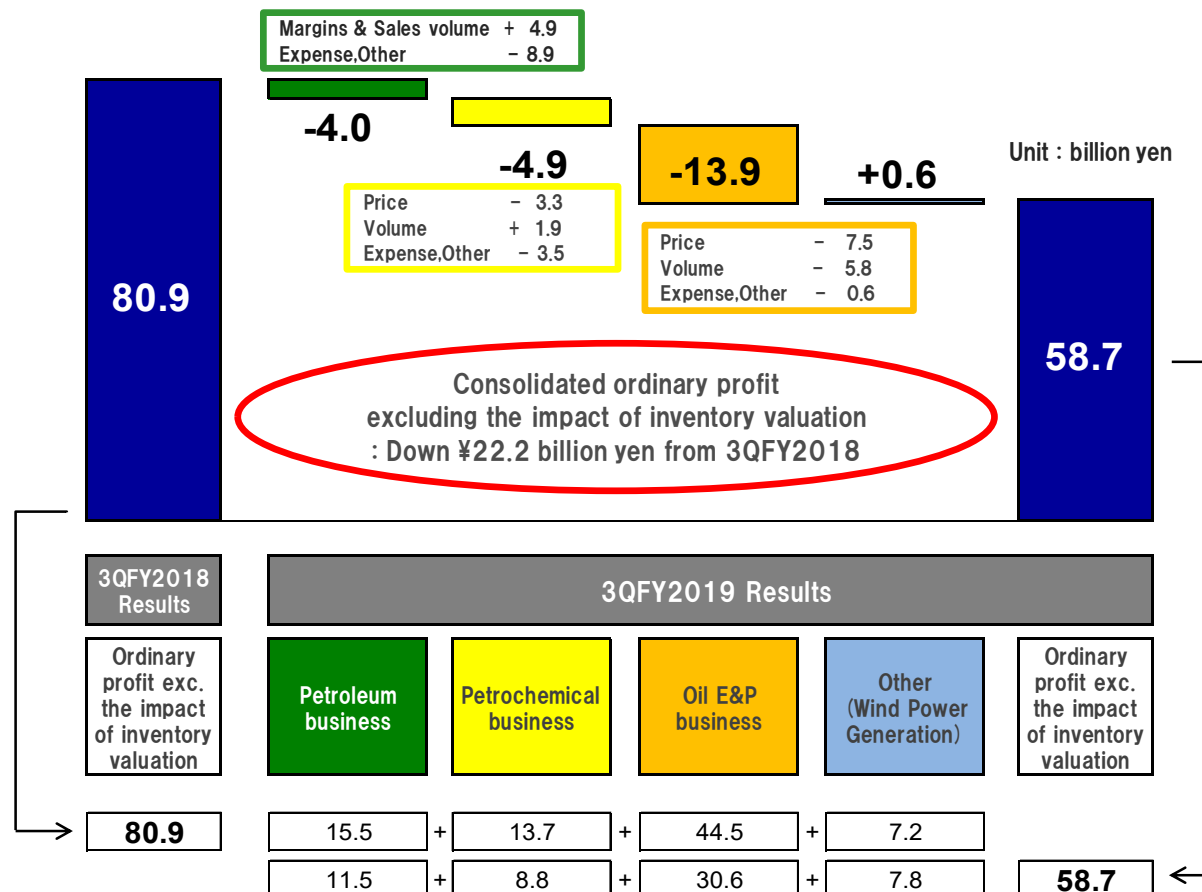 Margins & Sales volume + 4.9
Expense,Other - 8.9
-4.0
-4.9
-13.9
+0.6
Unit : billion yen
Price - 3.3
Volume + 1.9
Expense,Other - 3.5
Price - 7.5
Volume - 5.8
Expense,Other - 0.6
80.9
58.7
Consolidated ordinary profit
excluding the impact of inventory valuation
: Down ¥22.2 billion yen from 3QFY2018
3QFY2018
Results
3QFY2019 Results
Ordinary
profit exc.
the impact
of inventory
valuation
Petroleum
business
Petrochemical
business
Oil E&P
business
Other
(Wind Power
Generation)
Ordinary
profit exc.
the impact
of inventory
valuation
80.9 15.5 + 13.7 + 44.5 + 7.2
11.5 + 8.8 + 30.6 + 7.8 58.7